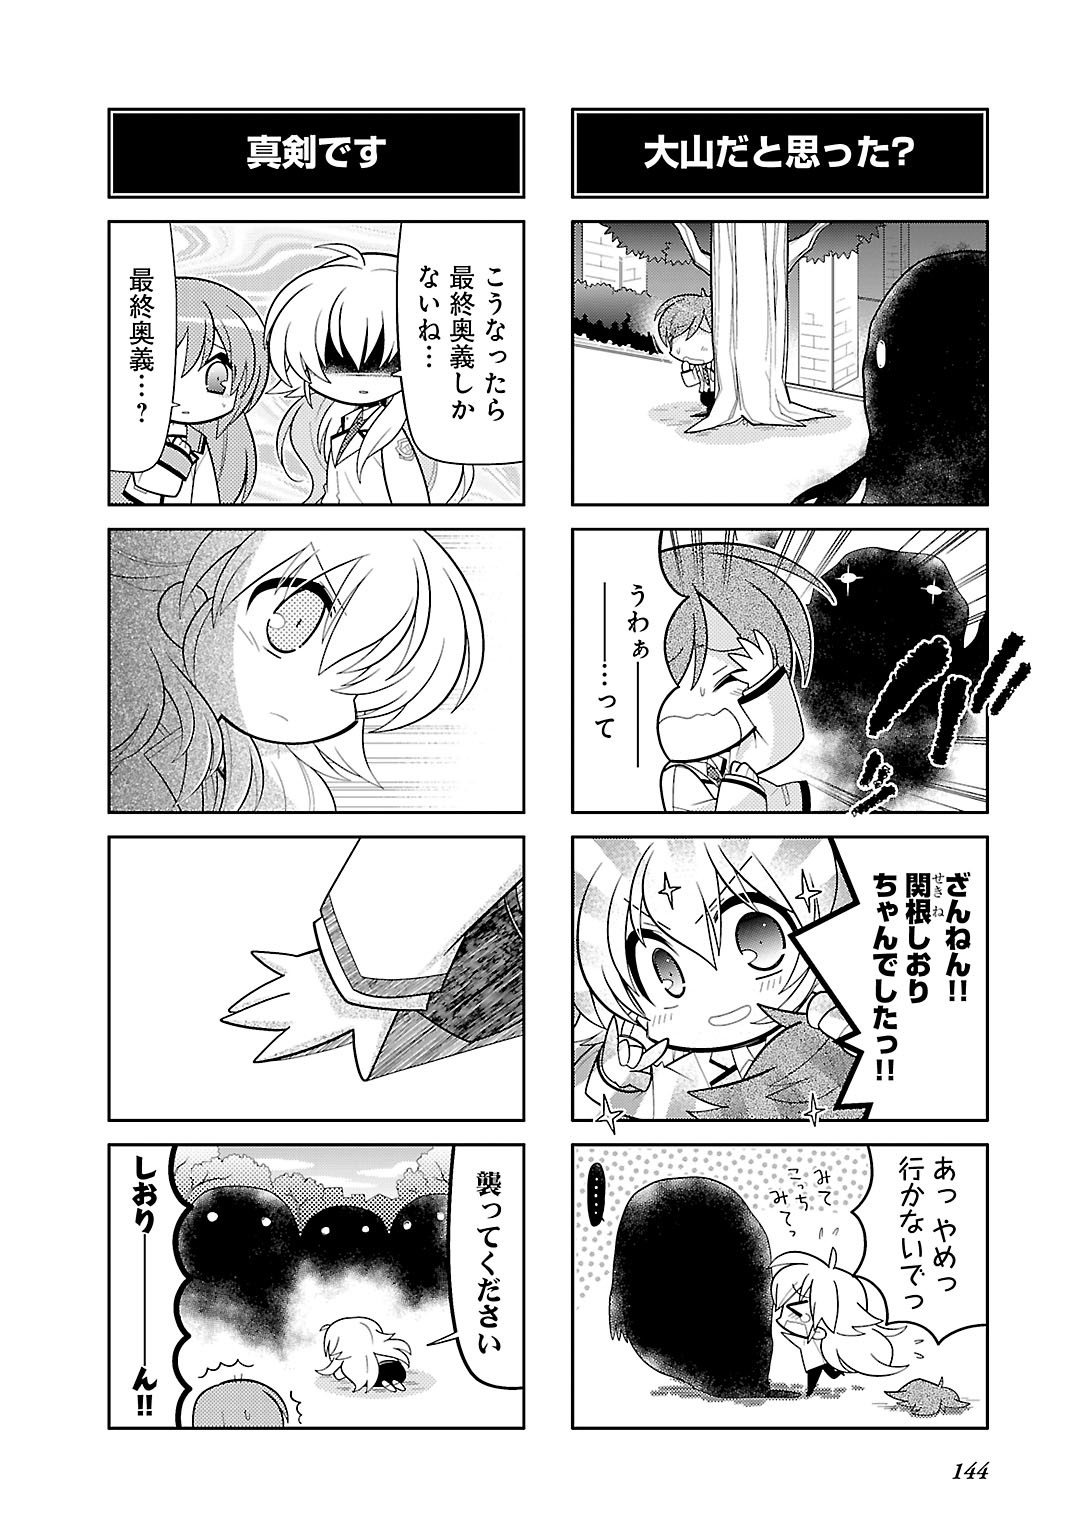 大山だと思った?
うわぁ――…って
グググ
ざんねん!!
関根しおり
せきね
ちゃんでしたっ!!
あっ やめっ
行かないでっ
みて
こっち
みてっ
……
真剣です
こうなったら
最終奥義しか
ないね…
最終奥義…?
襲ってください
しおり――ん!!
144